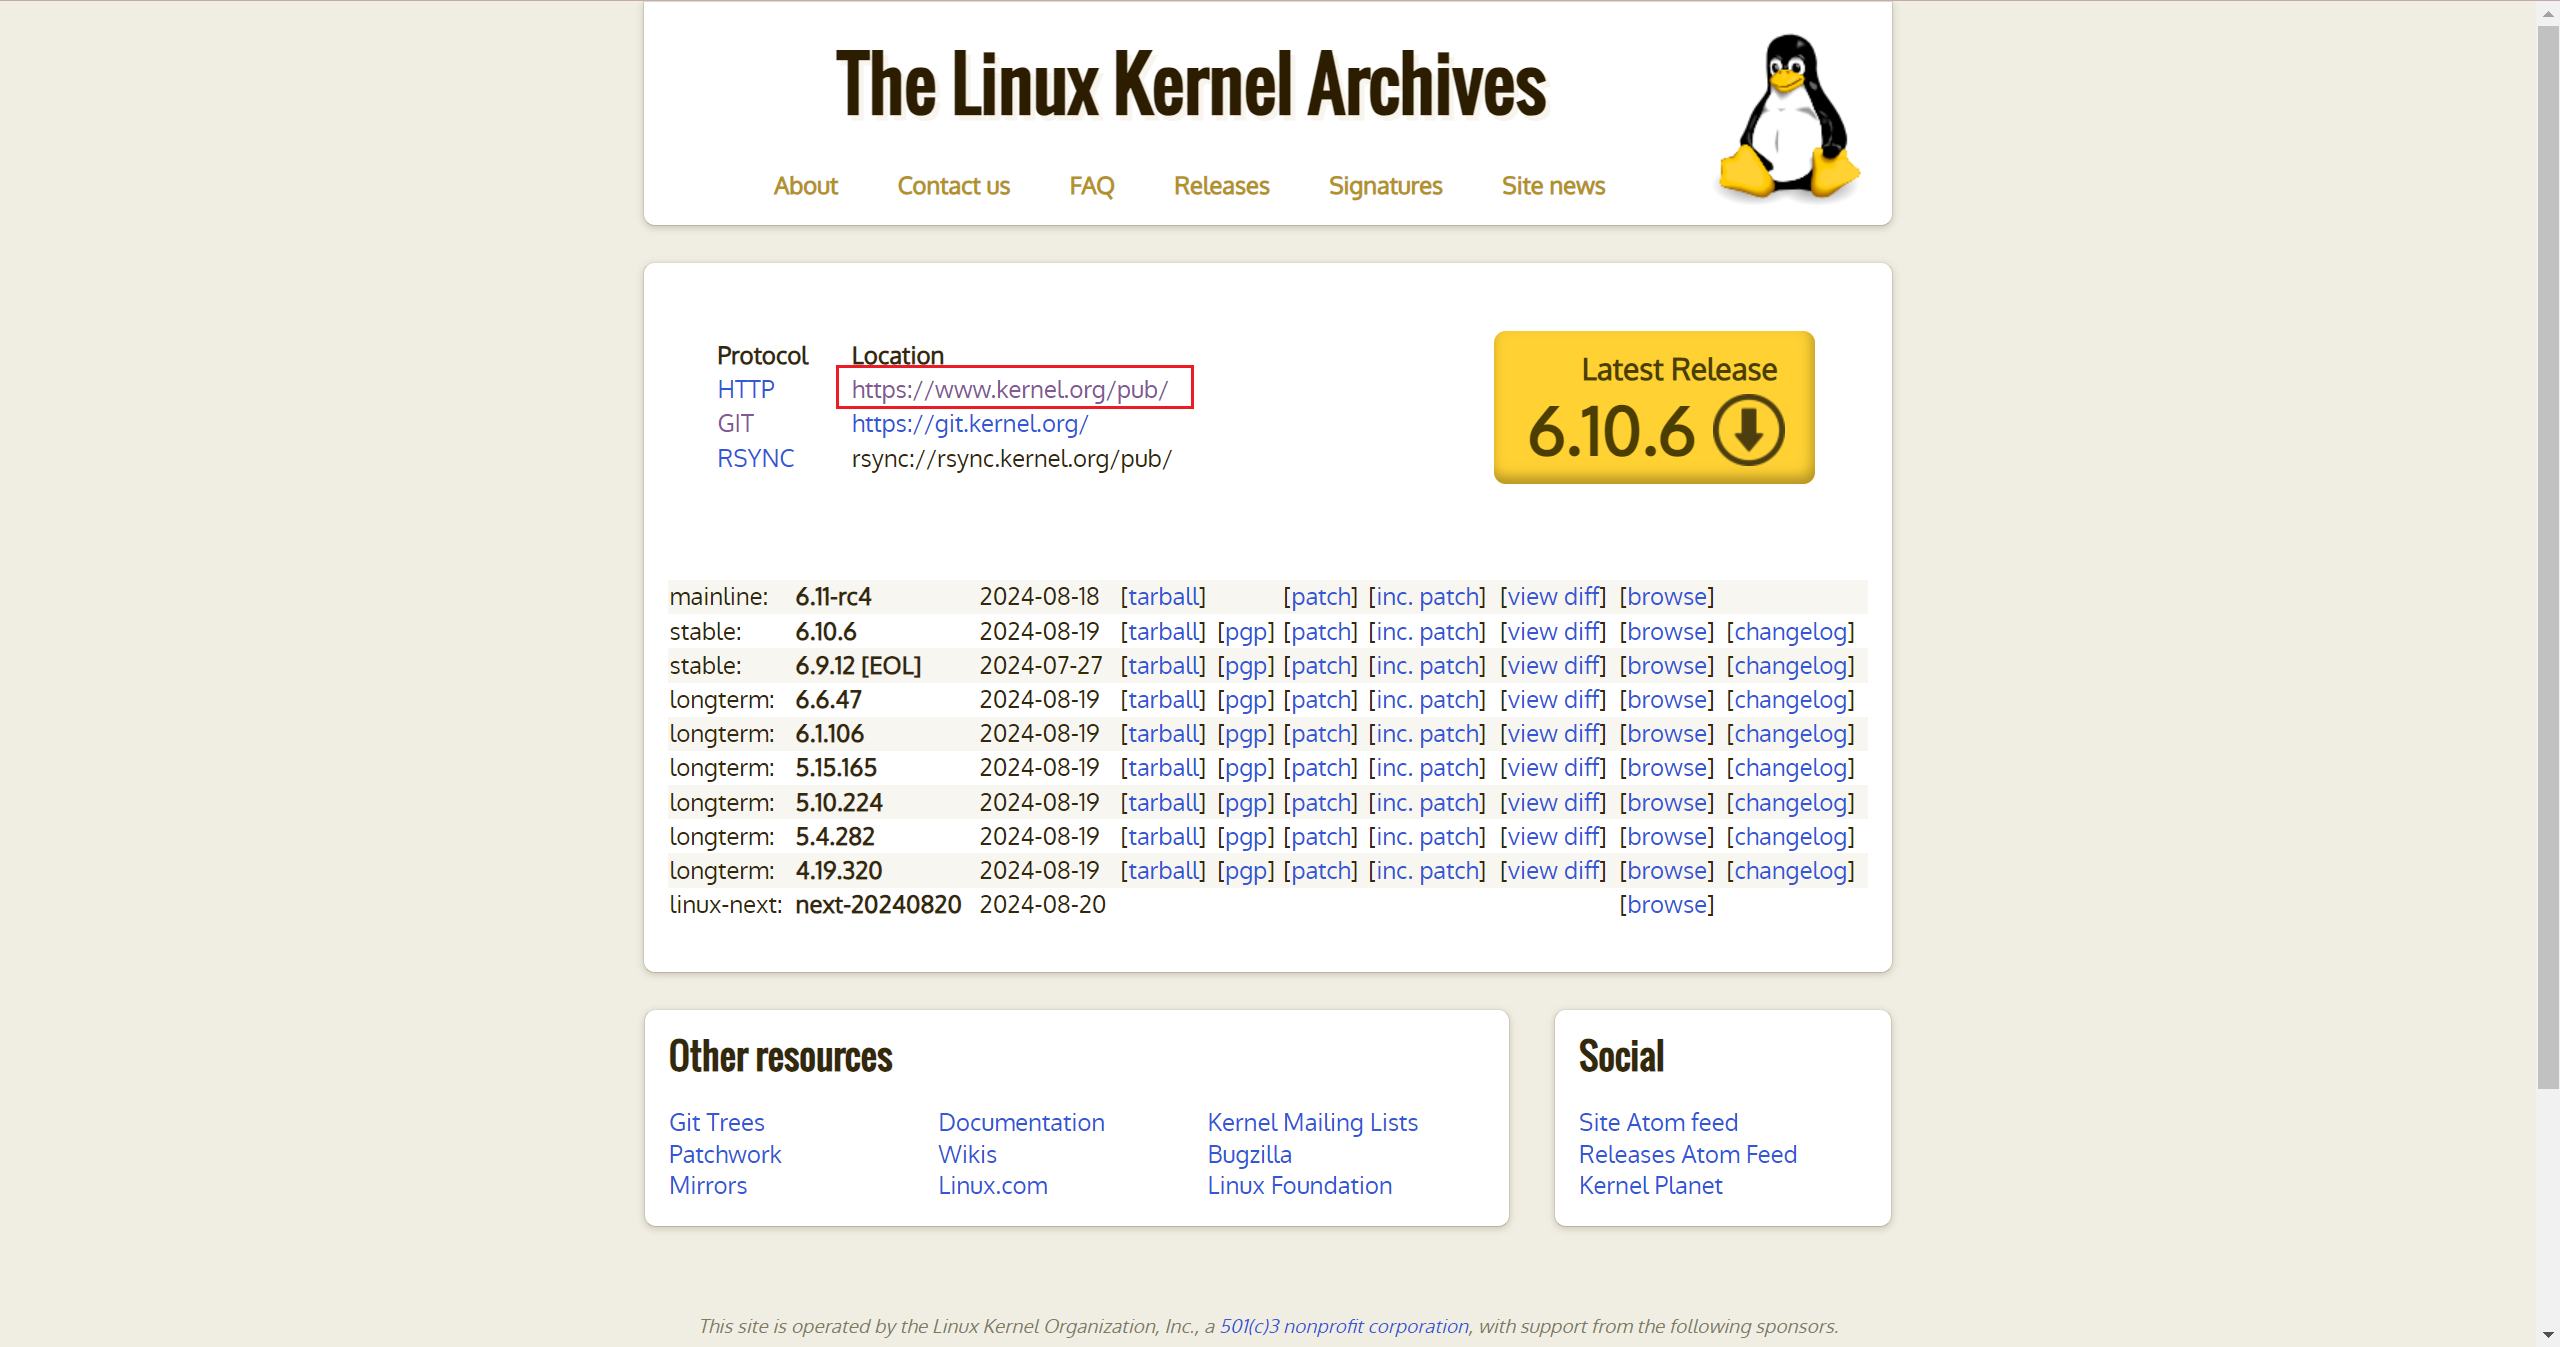 The Linux Kernel Archives
About Contact us FAQ Releases Signatures Site news
Protocol Location
HTTP https://www.kernel.org/pub/
GIT https://git.kernel.org/
RSYNC rsync://rsync.kernel.org/pub/
Latest Release
6.10.6
mainline: 6.11-rc4 2024-08-18 [tarball] [patch] [inc. patch] [view diff] [browse]
stable: 6.10.6 2024-08-19 [tarball] [pgp] [patch] [inc. patch] [view diff] [browse] [changelog]
stable: 6.9.12 [EOL] 2024-07-27 [tarball] [pgp] [patch] [inc. patch] [view diff] [browse] [changelog]
longterm: 6.6.47 2024-08-19 [tarball] [pgp] [patch] [inc. patch] [view diff] [browse] [changelog]
longterm: 6.1.106 2024-08-19 [tarball] [pgp] [patch] [inc. patch] [view diff] [browse] [changelog]
longterm: 5.15.165 2024-08-19 [tarball] [pgp] [patch] [inc. patch] [view diff] [browse] [changelog]
longterm: 5.10.224 2024-08-19 [tarball] [pgp] [patch] [inc. patch] [view diff] [browse] [changelog]
longterm: 5.4.282 2024-08-19 [tarball] [pgp] [patch] [inc. patch] [view diff] [browse] [changelog]
longterm: 4.19.320 2024-08-19 [tarball] [pgp] [patch] [inc. patch] [view diff] [browse] [changelog]
linux-next: next-20240820 2024-08-20 [browse]
Other resources
Git Trees Documentation Kernel Mailing Lists
Patchwork Wikis Bugzilla
Mirrors Linux.com Linux Foundation
Social
Site Atom feed
Releases Atom Feed
Kernel Planet
This site is operated by the Linux Kernel Organization, Inc., a 501(c)3 nonprofit corporation, with support from the following sponsors.